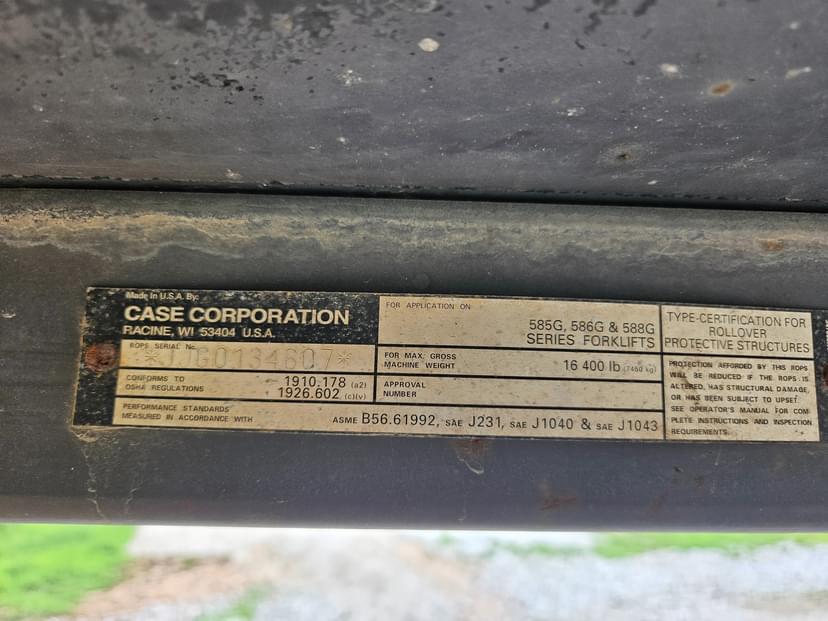 Made in U.S.A. By:
CASE CORPORATION
RACINE, WI 53404 U.S.A.
ROPS SERIAL No.
CONFORMS TO
OSHA REGULATIONS
1910.178 (a2)
1926.602 (c)(v)
PERFORMANCE STANDARDS
MEASURED IN ACCORDANCE WITH
ASME B56.61992, SAE J231, SAE J1040 & SAE J1043
FOR APPLICATION ON
585G, 586G & 588G
SERIES FORKLIFTS
FOR MAX. GROSS
MACHINE WEIGHT
16 400 lb (7460 kg)
APPROVAL
NUMBER
TYPE-CERTIFICATION FOR
ROLLOVER
PROTECTIVE STRUCTURES
PROTECTION AFFORDED BY THIS ROPS
WILL BE REDUCED IF THE ROPS IS
ALTERED, HAS STRUCTURAL DAMAGE,
OR HAS BEEN SUBJECT TO UPSET.
SEE OPERATOR'S MANUAL FOR COM-
PLETE INSTRUCTIONS AND INSPECTION
REQUIREMENTS.